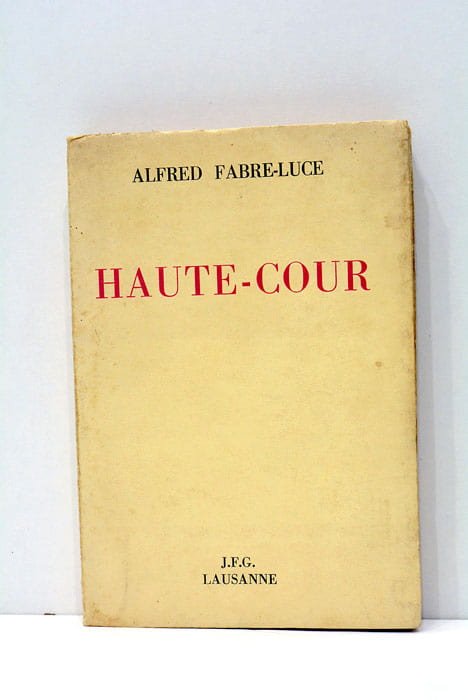 ALFRED FABRE-LUCE
HAUTE-COUR
J.F.G.
LAUSANNE